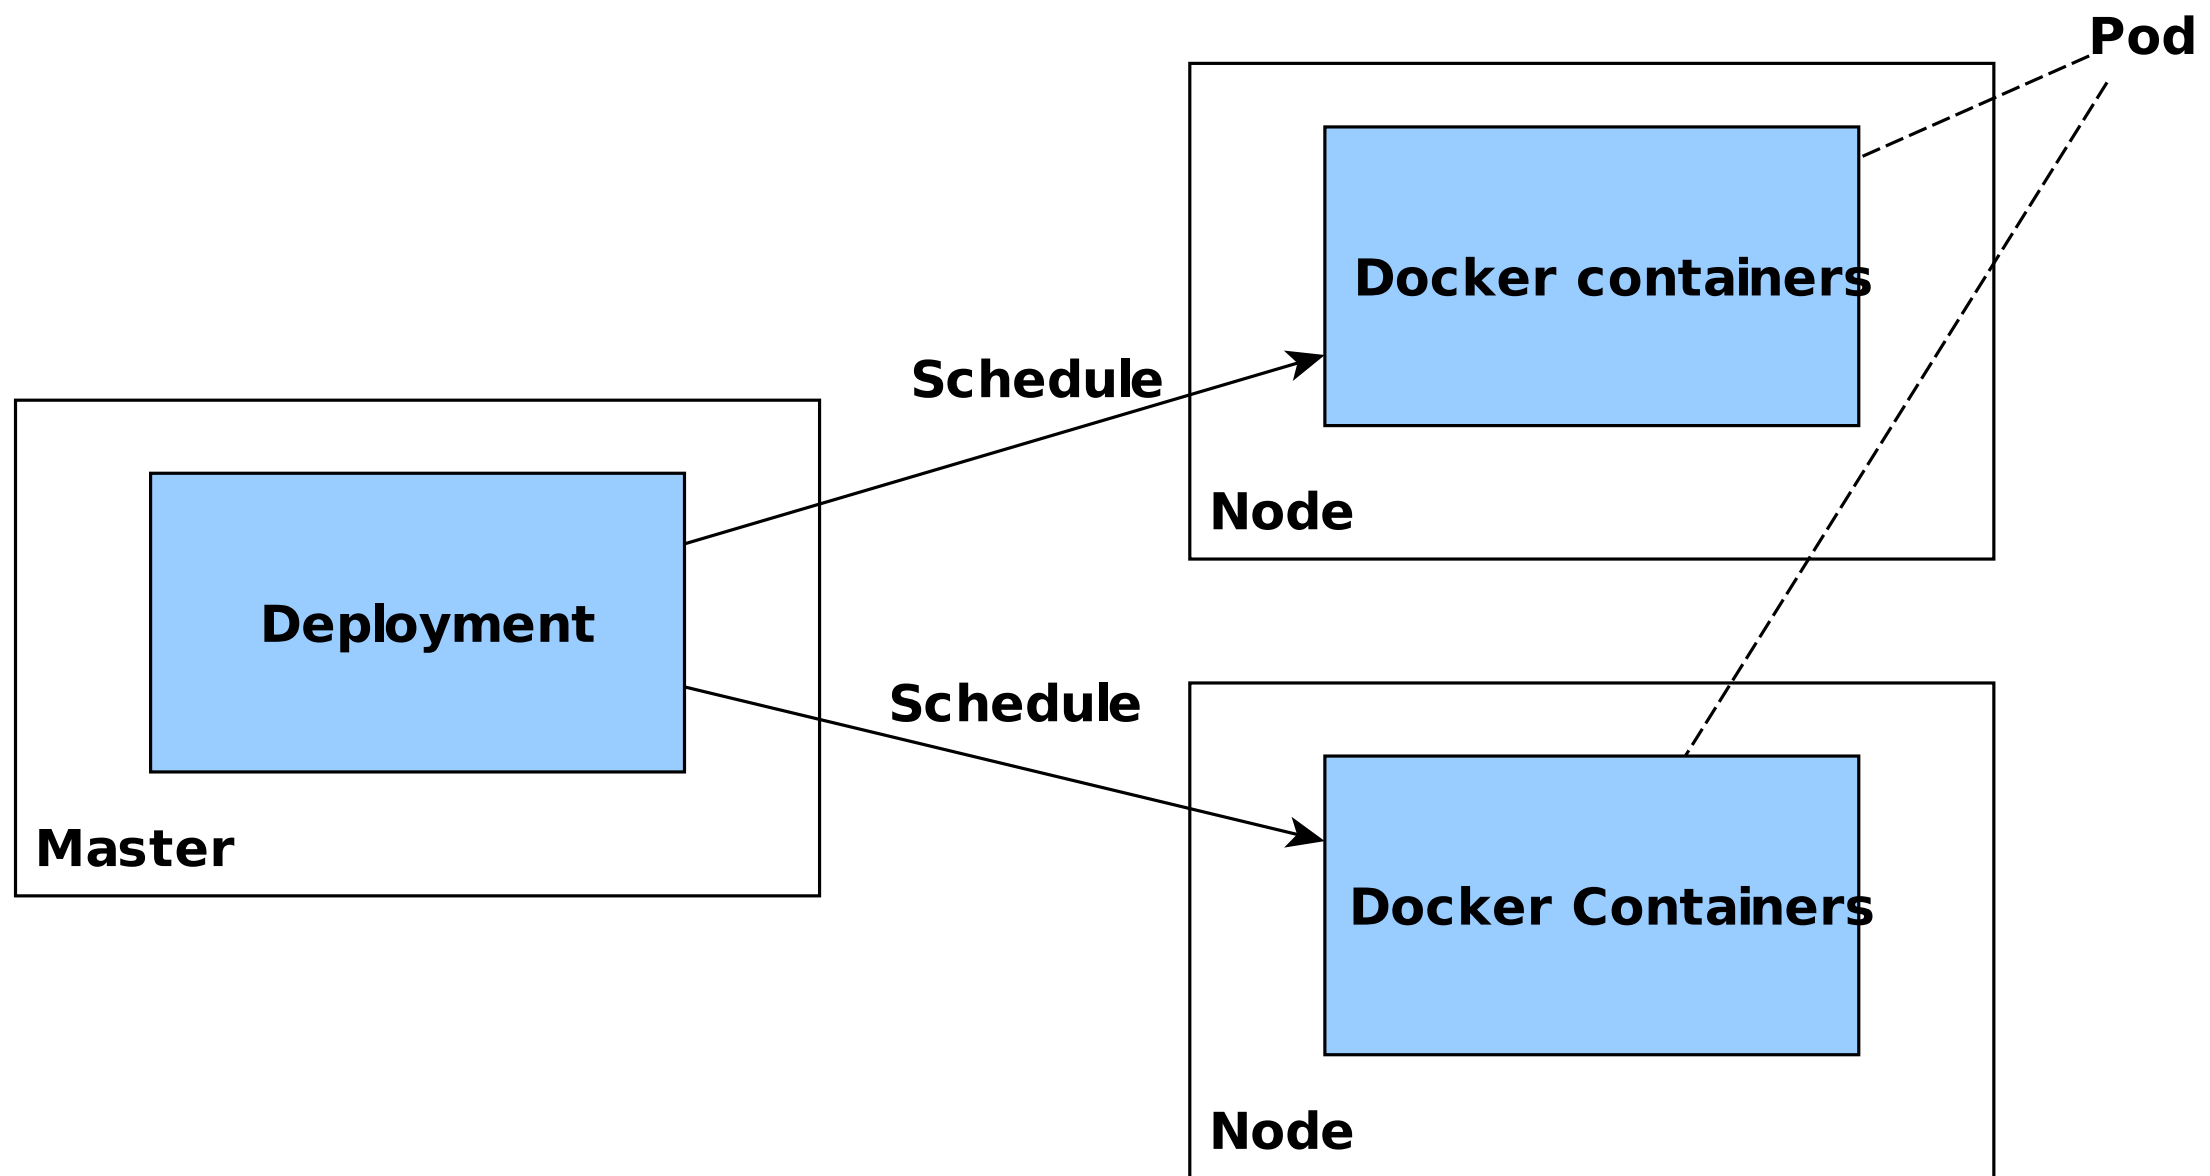 Pod
Docker containers
Schedule
Node
Deployment
Schedule
Master
Docker Containers
Node